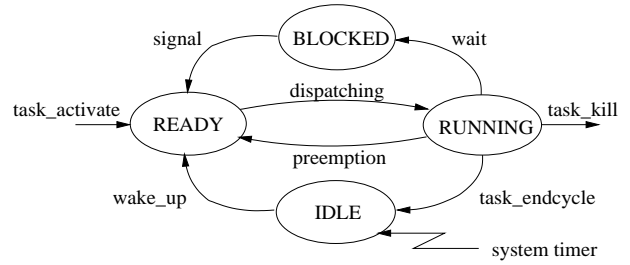 signal
BLOCKED
wait
task_activate
dispatching
task_kill
READY
RUNNING
preemption
wake_up
IDLE
task_endcycle
system timer